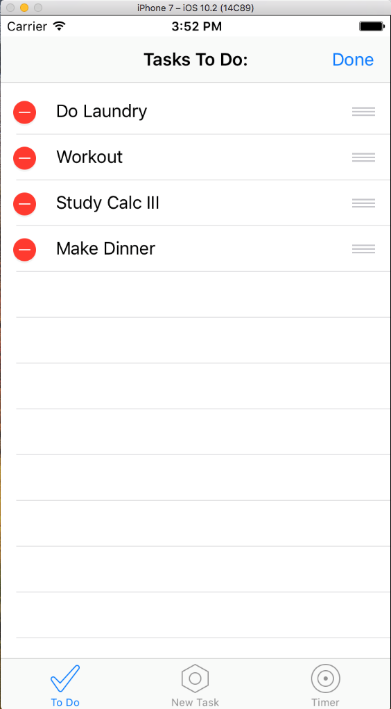 iPhone 7 – iOS 10.2 (14C89)
Carrier 3:52 PM
Tasks To Do: Done
Do Laundry
Workout
Study Calc III
Make Dinner
To Do New Task Timer